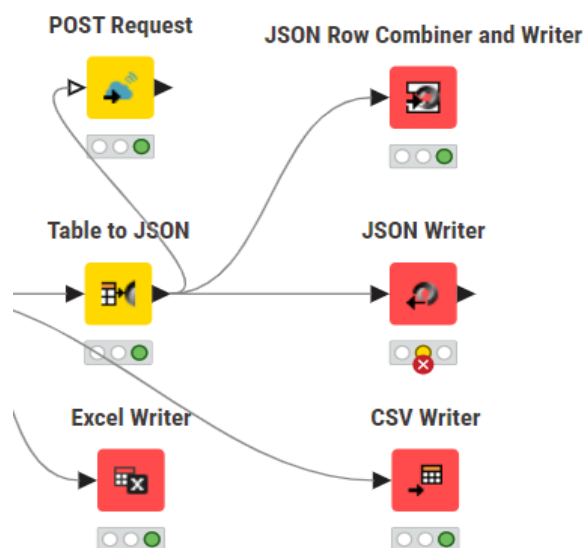 POST Request
JSON Row Combiner and Writer
Table to JSON
JSON Writer
Excel Writer
CSV Writer